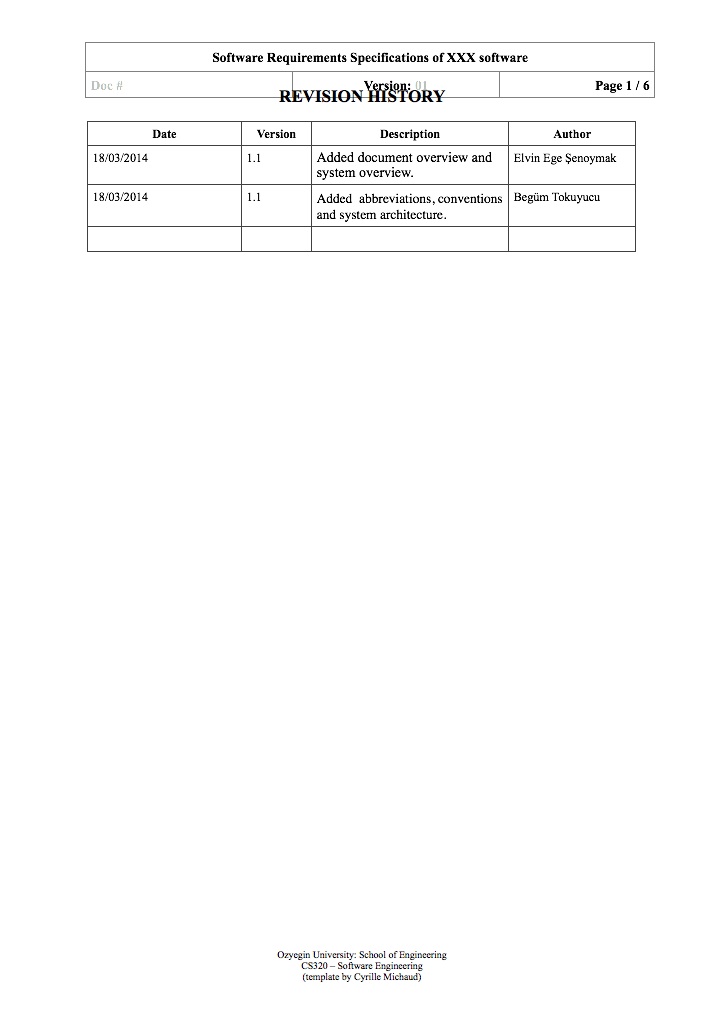 Software Requirements Specifications of XXX software
Doc # Version: 01 Page 1 / 6
REVISION HISTORY
Date Version Description Author
18/03/2014 1.1 Added document overview and Elvin Ege Şenoymak
system overview.
18/03/2014 1.1 Added abbreviations, conventions Begüm Tokuyucu
and system architecture.
Ozyegin University: School of Engineering
CS320 – Software Engineering
(template by Cyrille Michaud)